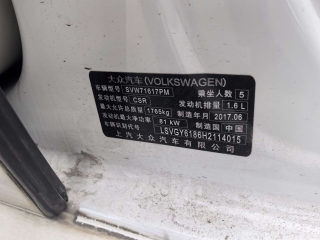 大众汽车(VOLKSWAGEN)
车辆型号 SVW71617PM 乘坐人数 5
发动机型号 CSR 发动机排量 1.6 L
最大允许总质量 1765kg 制造年月 2017.06
发动机最大净功率 81 kW 制造国 中国
车辆识别代号 LSVGY6186H2114015
上汽大众汽车有限公司